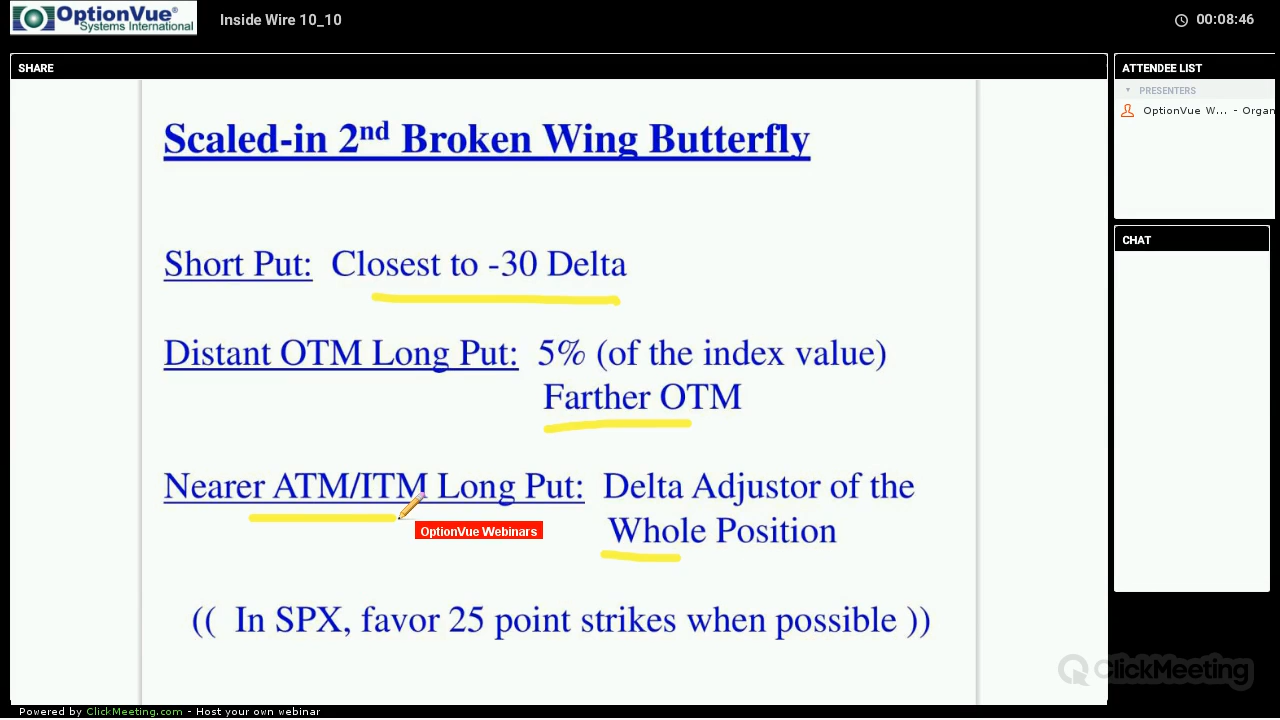 OptionVue
Systems International
Inside Wire 10_10
00:08:46
SHARE
Scaled-in 2nd Broken Wing Butterfly
Short Put: Closest to -30 Delta
Distant OTM Long Put: 5% (of the index value)
Farther OTM
Nearer ATM/ITM Long Put: Delta Adjustor of the
Whole Position
OptionVue Webinars
(( In SPX, favor 25 point strikes when possible ))
ATTENDEE LIST
PRESENTERS
OptionVue W... - Organ
CHAT
ClickMeeting
Powered by ClickMeeting.com - Host your own webinar